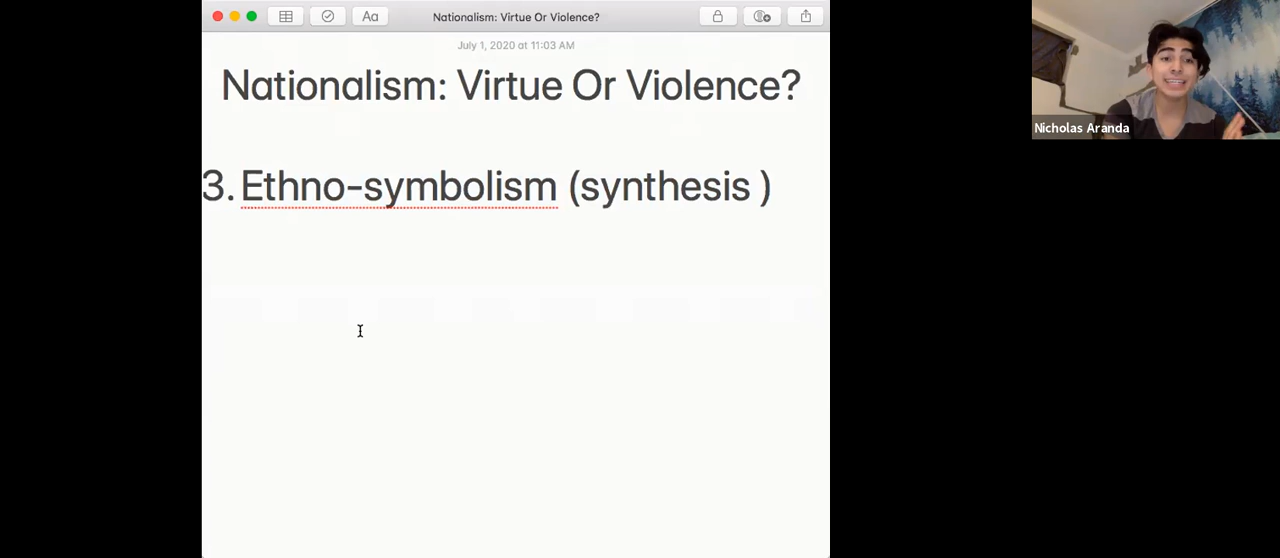 Aa
Nationalism: Virtue Or Violence?
July 1, 2020 at 11:03 AM
Nationalism: Virtue Or Violence?
3. Ethno-symbolism (synthesis )
Nicholas Aranda